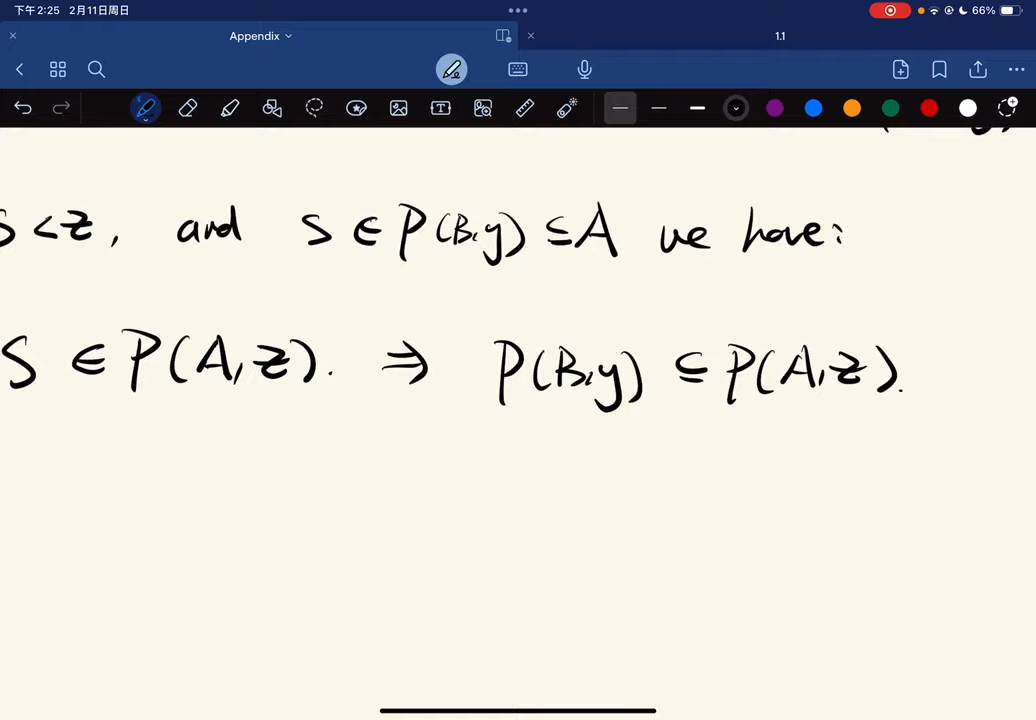 下午2:25 2月11日周日
66%
Appendix
1.1
S < z, and s ∈ P(B,y) ⊆ A we have:
S ∈ P(A,z). ⇒ P(B,y) ⊆ P(A,z).